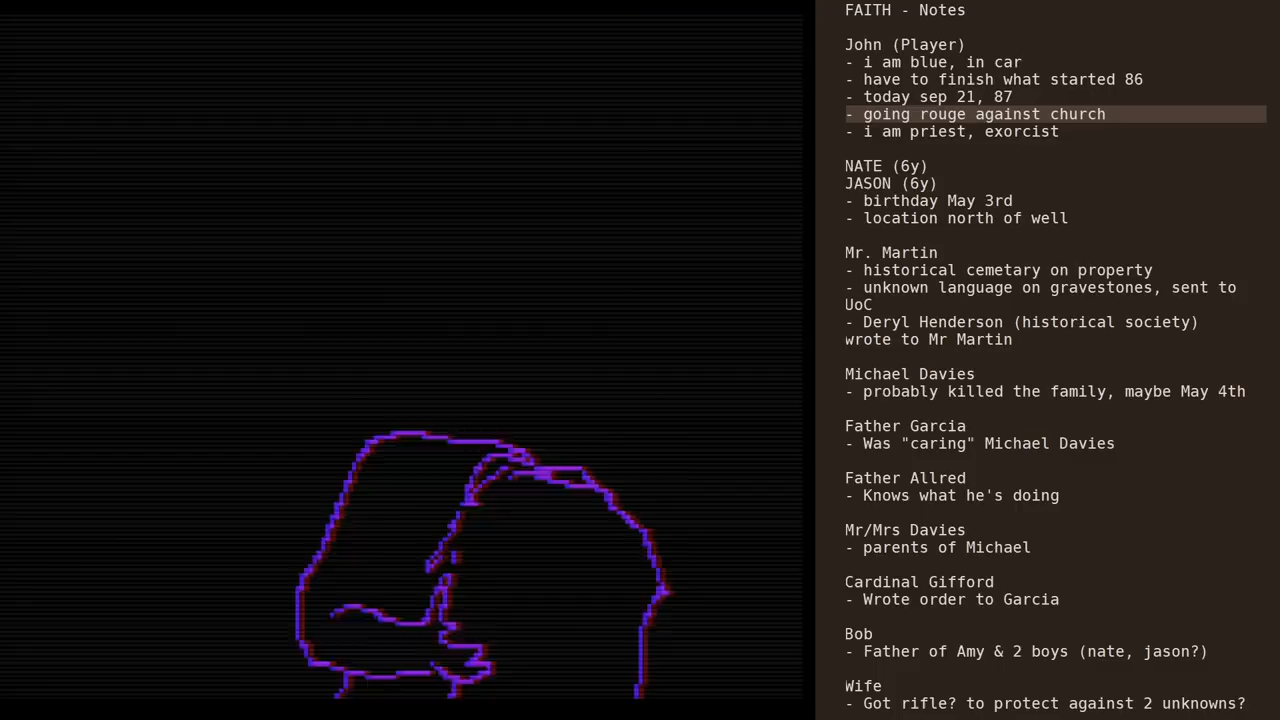 FAITH - Notes
John (Player)
- i am blue, in car
- have to finish what started 86
- today sep 21, 87
- going rouge against church
- i am priest, exorcist
NATE (6y)
JASON (6y)
- birthday May 3rd
- location north of well
Mr. Martin
- historical cemetary on property
- unknown language on gravestones, sent to
UoC
- Deryl Henderson (historical society)
wrote to Mr Martin
Michael Davies
- probably killed the family, maybe May 4th
Father Garcia
- Was "caring" Michael Davies
Father Allred
- Knows what he's doing
Mr/Mrs Davies
- parents of Michael
Cardinal Gifford
- Wrote order to Garcia
Bob
- Father of Amy & 2 boys (nate, jason?)
Wife
- Got rifle? to protect against 2 unknowns?